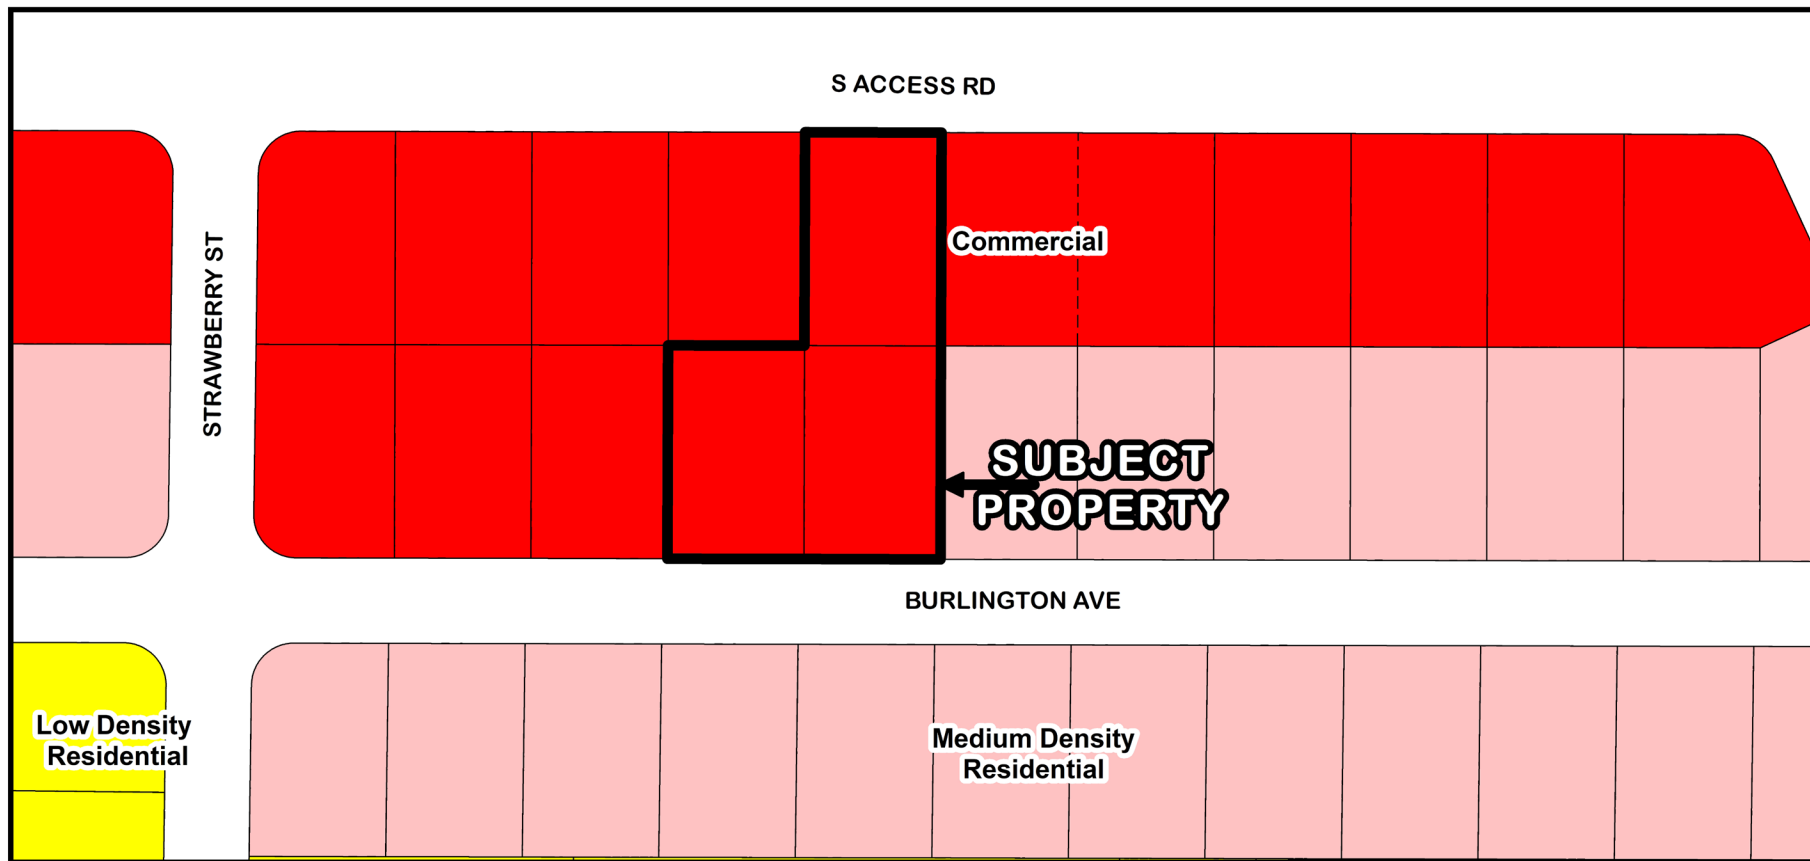 S ACCESS RD
STRAWBERRY ST
Commercial
SUBJECT
PROPERTY
BURLINGTON AVE
Low Density
Residential
Medium Density
Residential